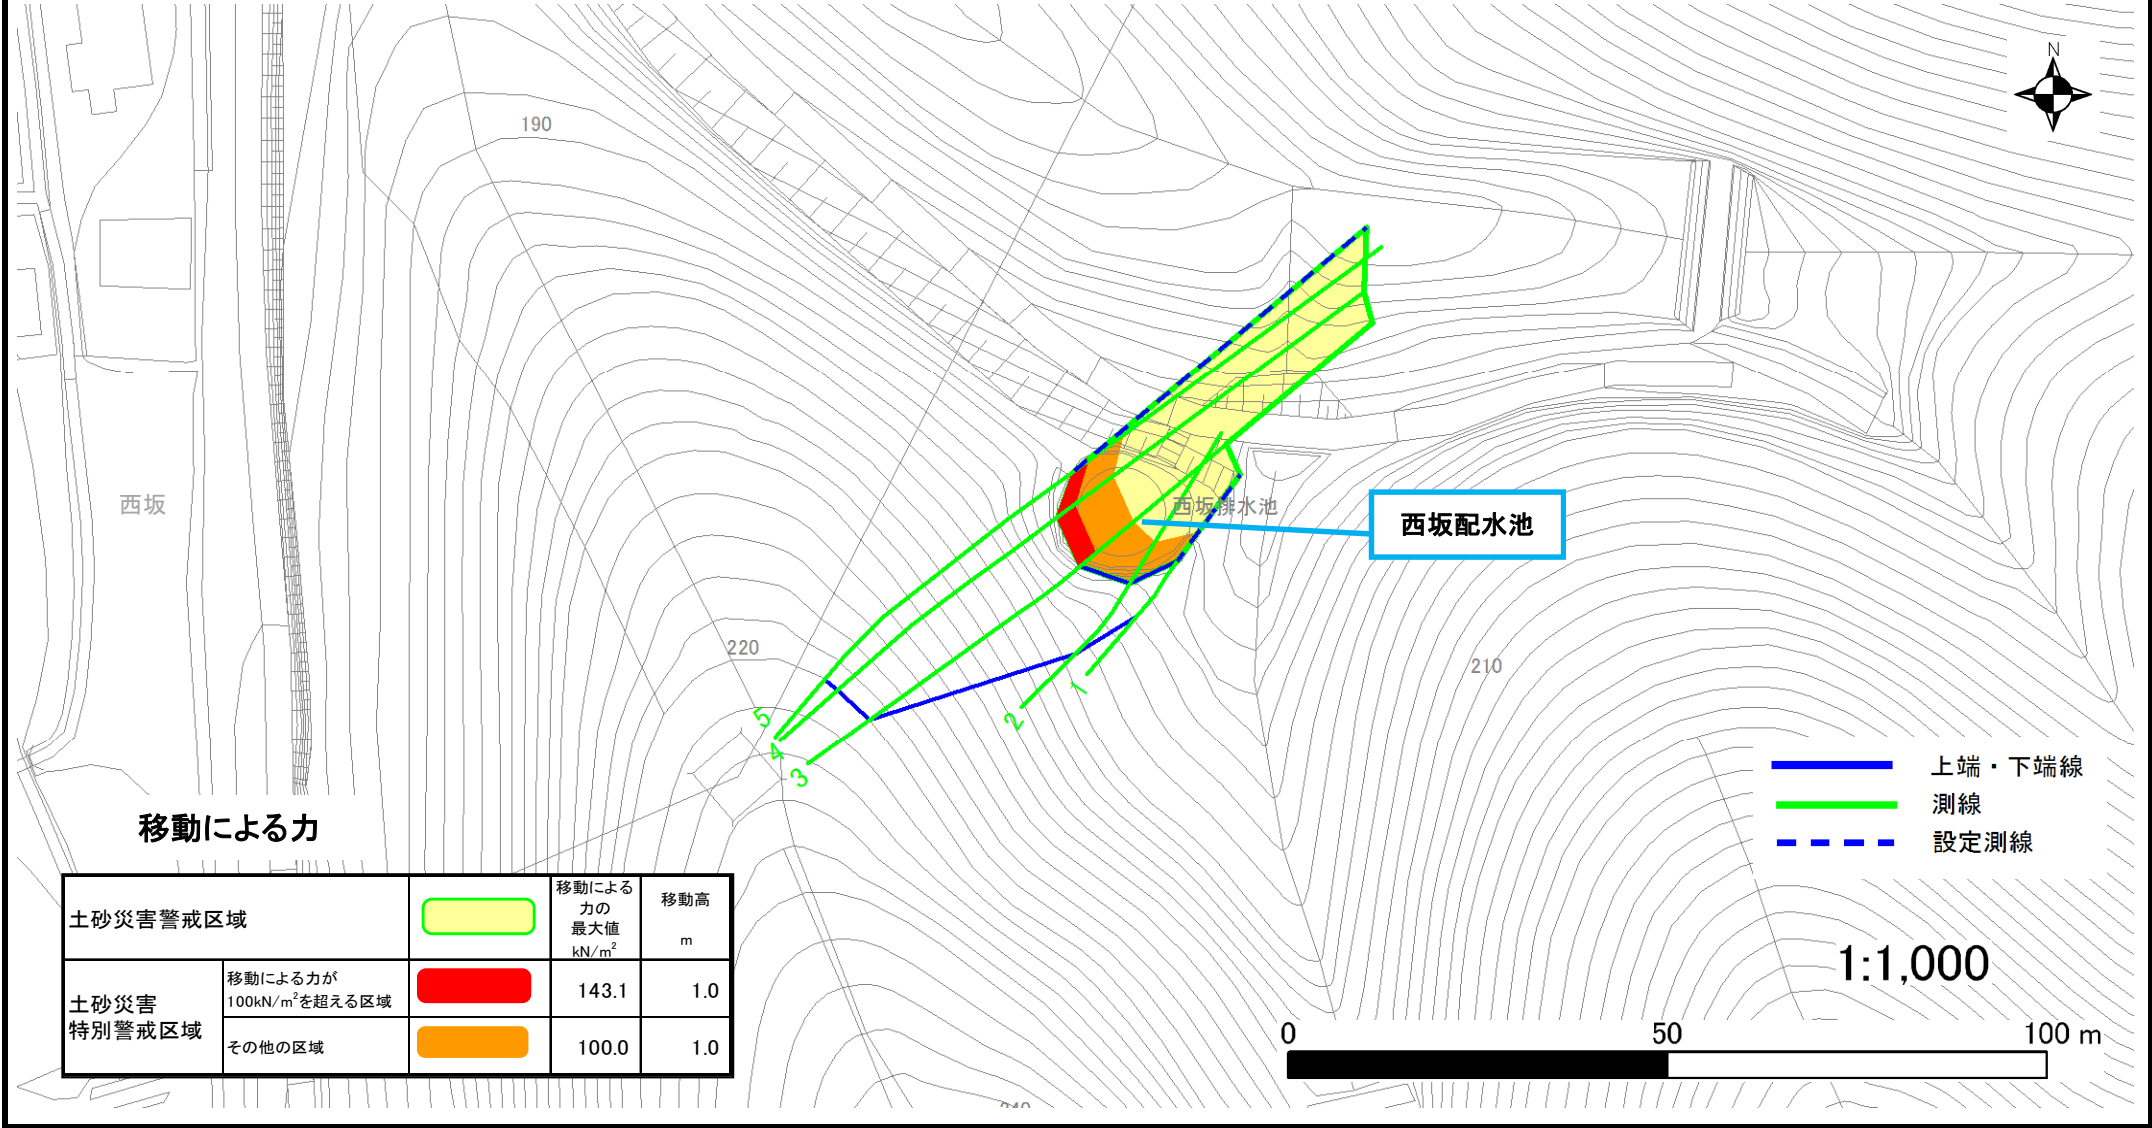 N
190
西坂
西坂排水池
西坂配水池
220
210
5
4
3
2
1
上端・下端線
測線
設定測線
移動による力
土砂災害警戒区域
移動による
力の
最大値
kN/m²
移動高
m
土砂災害
特別警戒区域
移動による力が
100kN/m²を超える区域
143.1
1.0
その他の区域
100.0
1.0
1:1,000
0
50
100 m